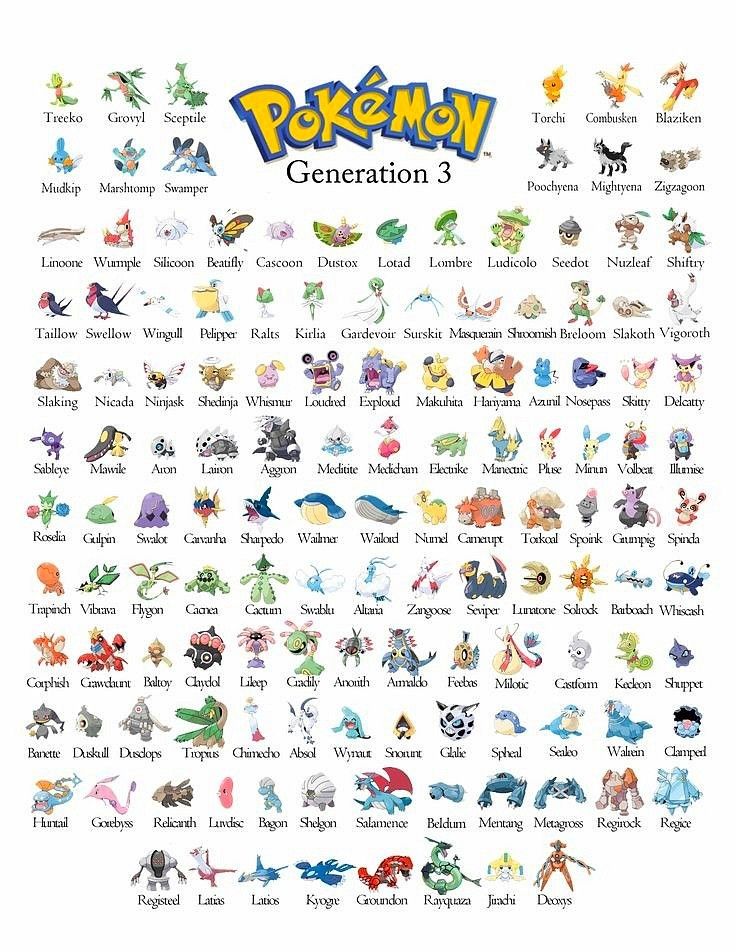 POKéMON
TM
Generation 3
Treeko Grovyl Sceptile Torchi Combusken Blaziken
Mudkip Marshtomp Swamper Poochyena Mightyena Zigzagoon
Linoone Wurmple Silicoon Beatifly Cascoon Dustox Lotad Lombre Ludicolo Seedot Nuzleaf Shiftry
Taillow Swellow Wingull Pelipper Ralts Kirlia Gardevoir Surskit Masquerain Shroomish Breloom Slakoth Vigoroth
Slaking Nicada Ninjask Shedinja Whismur Loudred Exploud Makuhita Hariyama Azunil Nosepass Skitty Delcatty
Sableye Mawile Aron Lairon Aggron Meditite Medicham Electrike Manectric Pluse Minun Volbeat Illumise
Roselia Gulpin Swalot Carvanha Sharpedo Wailmer Wailord Numel Camerupt Torkoal Spoink Grumpig Spinda
Trapinch Vibrava Flygon Cacnea Cacturn Swablu Altaria Zangoose Seviper Lunatone Solrock Barboach Whiscash
Corphish Crawdaunt Baltoy Claydol Lileep Cradily Anorith Armaldo Feebas Milotic Castform Kecleon Shuppet
Banette Duskull Dusclops Tropius Chimecho Absol Wynaut Snorunt Glalie Spheal Sealeo Walrein Clamperl
Huntail Gorebyss Relicanth Luvdisc Bagon Shelgon Salamence Beldum Mentang Metagross Regirock Regice
Registeel Latias Latios Kyogre Groundon Rayquaza Jirachi Deoxys